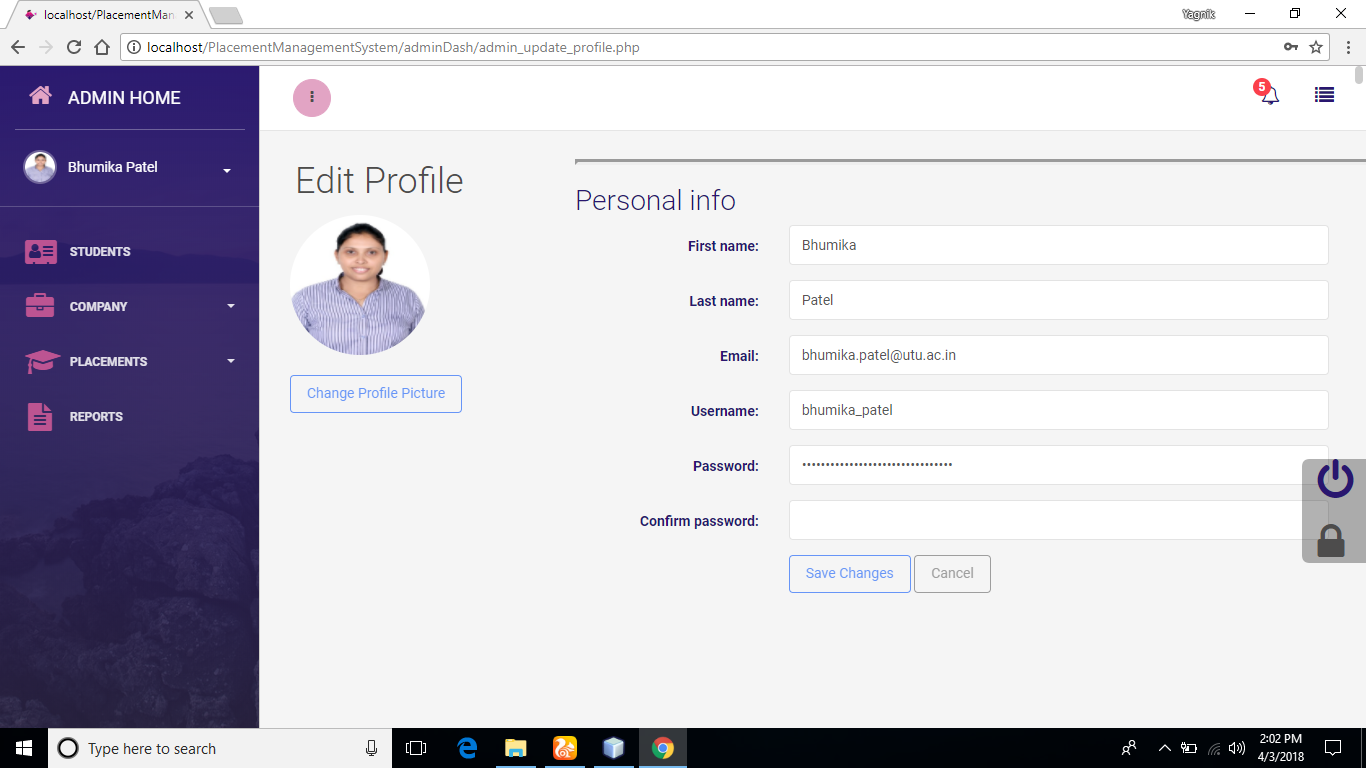 localhost/PlacementMan
Yagnik
localhost/PlacementManagementSystem/adminDash/admin_update_profile.php
ADMIN HOME
5
Bhumika Patel
STUDENTS
COMPANY
PLACEMENTS
REPORTS
Edit Profile
Change Profile Picture
Personal info
First name: Bhumika
Last name: Patel
Email: bhumika.patel@utu.ac.in
Username: bhumika_patel
Password: ••••••••••••••••••••••••••••••••
Confirm password:
Save Changes Cancel
Type here to search
2:02 PM
4/3/2018